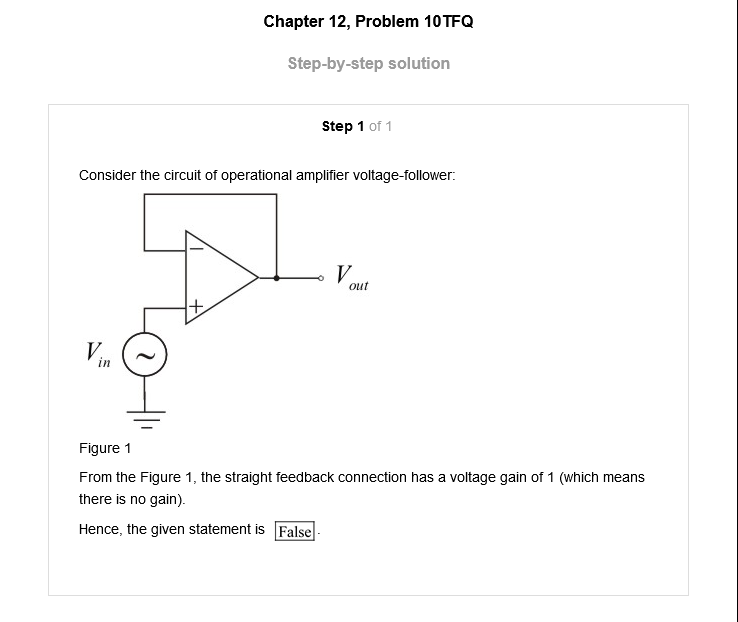 Chapter 12, Problem 10TFQ
Step-by-step solution
Step 1 of 1
Consider the circuit of operational amplifier voltage-follower:
−
+
V out
V in
~
Figure 1
From the Figure 1, the straight feedback connection has a voltage gain of 1 (which means
there is no gain).
Hence, the given statement is False.